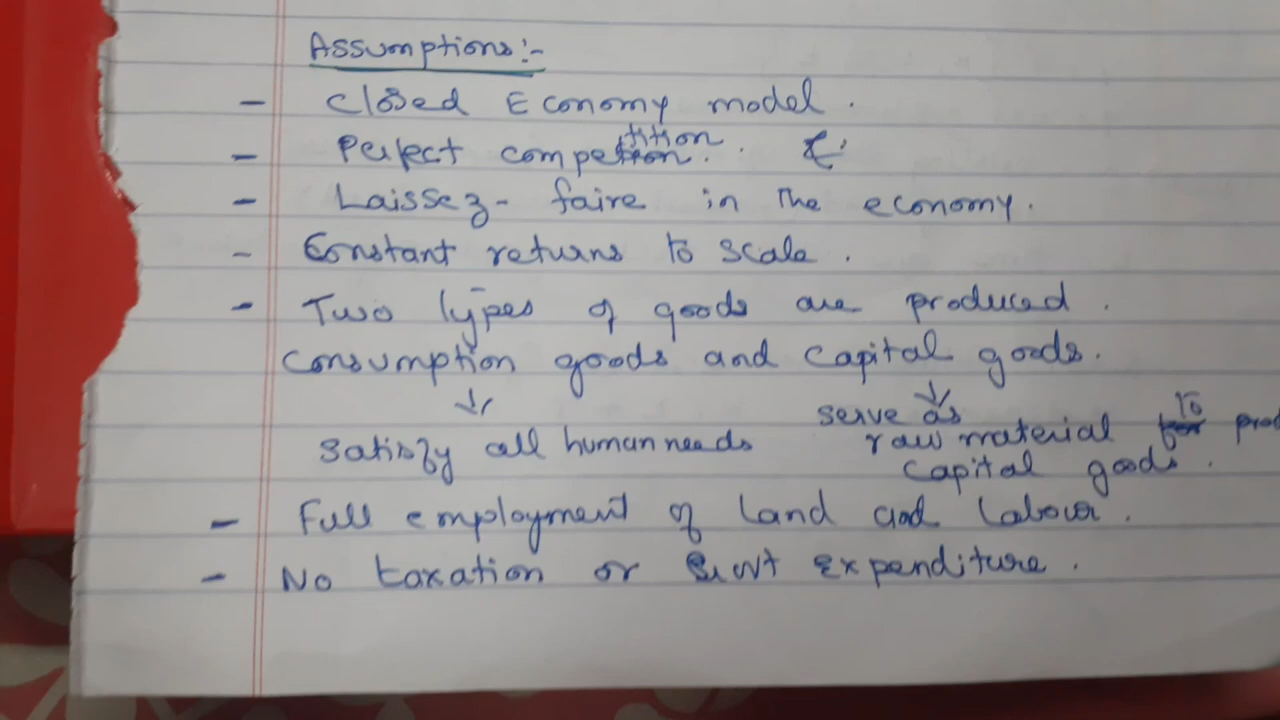 Assumptions:-
- Closed Economy model.
- Perfect competition.
- Laissez-faire in The economy.
- Constant returns to scale.
- Two types of goods are produced.
consumption goods and capital goods.
satisfy all human needs
serve as
raw material to
capital goods.
- Full employment of land and labour.
- No taxation or Govt Expenditure.